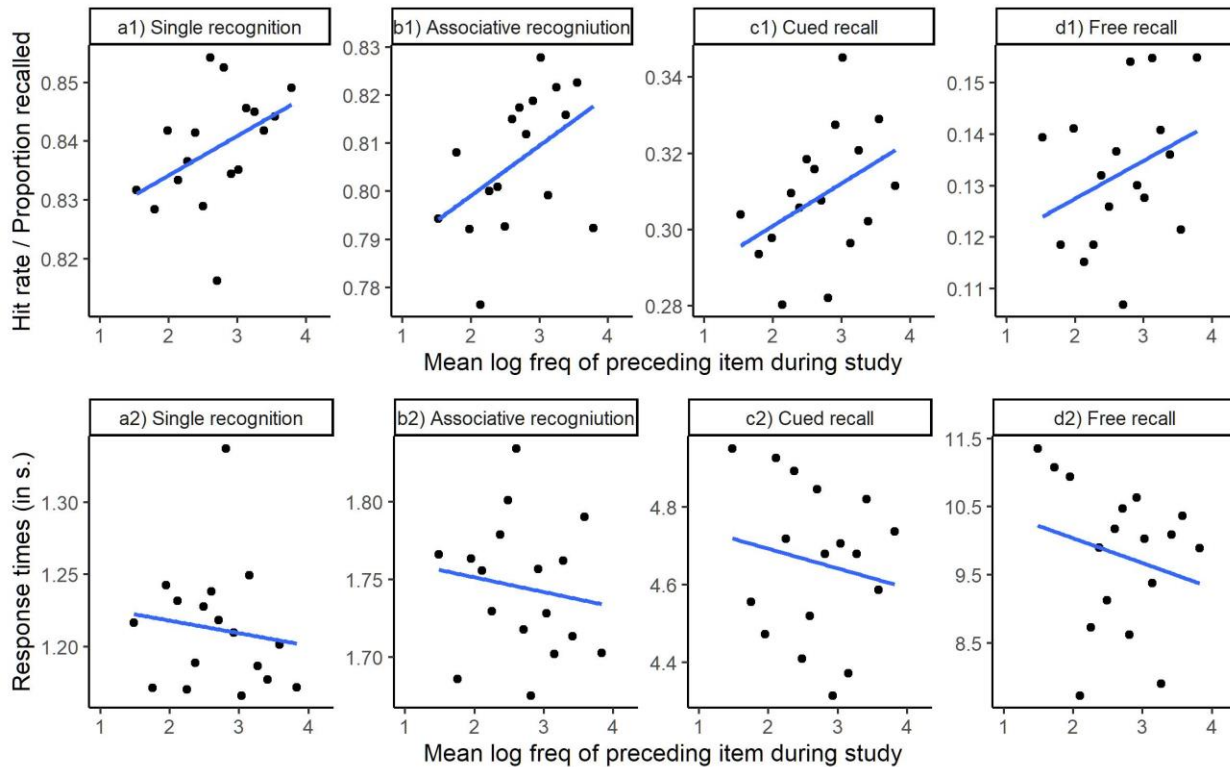 a1) Single recognition
b1) Associative recogniution
c1) Cued recall
d1) Free recall
Hit rate / Proportion recalled
0.85
0.84
0.83
0.82
0.83
0.82
0.81
0.80
0.79
0.78
0.34
0.32
0.30
0.28
0.15
0.14
0.13
0.12
0.11
1 2 3 4
1 2 3 4
1 2 3 4
1 2 3 4
Mean log freq of preceding item during study
a2) Single recognition
b2) Associative recogniution
c2) Cued recall
d2) Free recall
Response times (in s.)
1.30
1.25
1.20
1.80
1.75
1.70
4.8
4.6
4.4
11.5
10.5
9.5
8.5
1 2 3 4
1 2 3 4
1 2 3 4
1 2 3 4
Mean log freq of preceding item during study